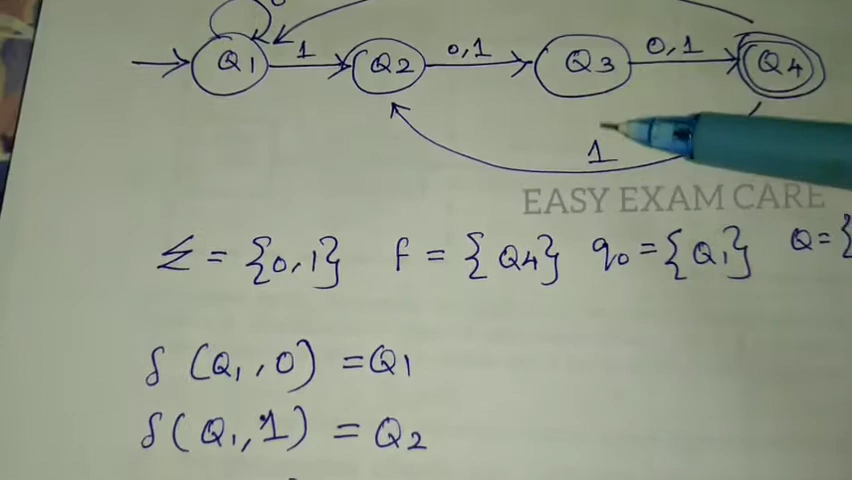 Q1 1 Q2 0,1 Q3 0,1 Q4
1
EASY EXAM CARE
Σ = {0,1} F = {Q4} q0 = {Q1} Q = {
δ (Q1,0) = Q1
δ (Q1,1) = Q2